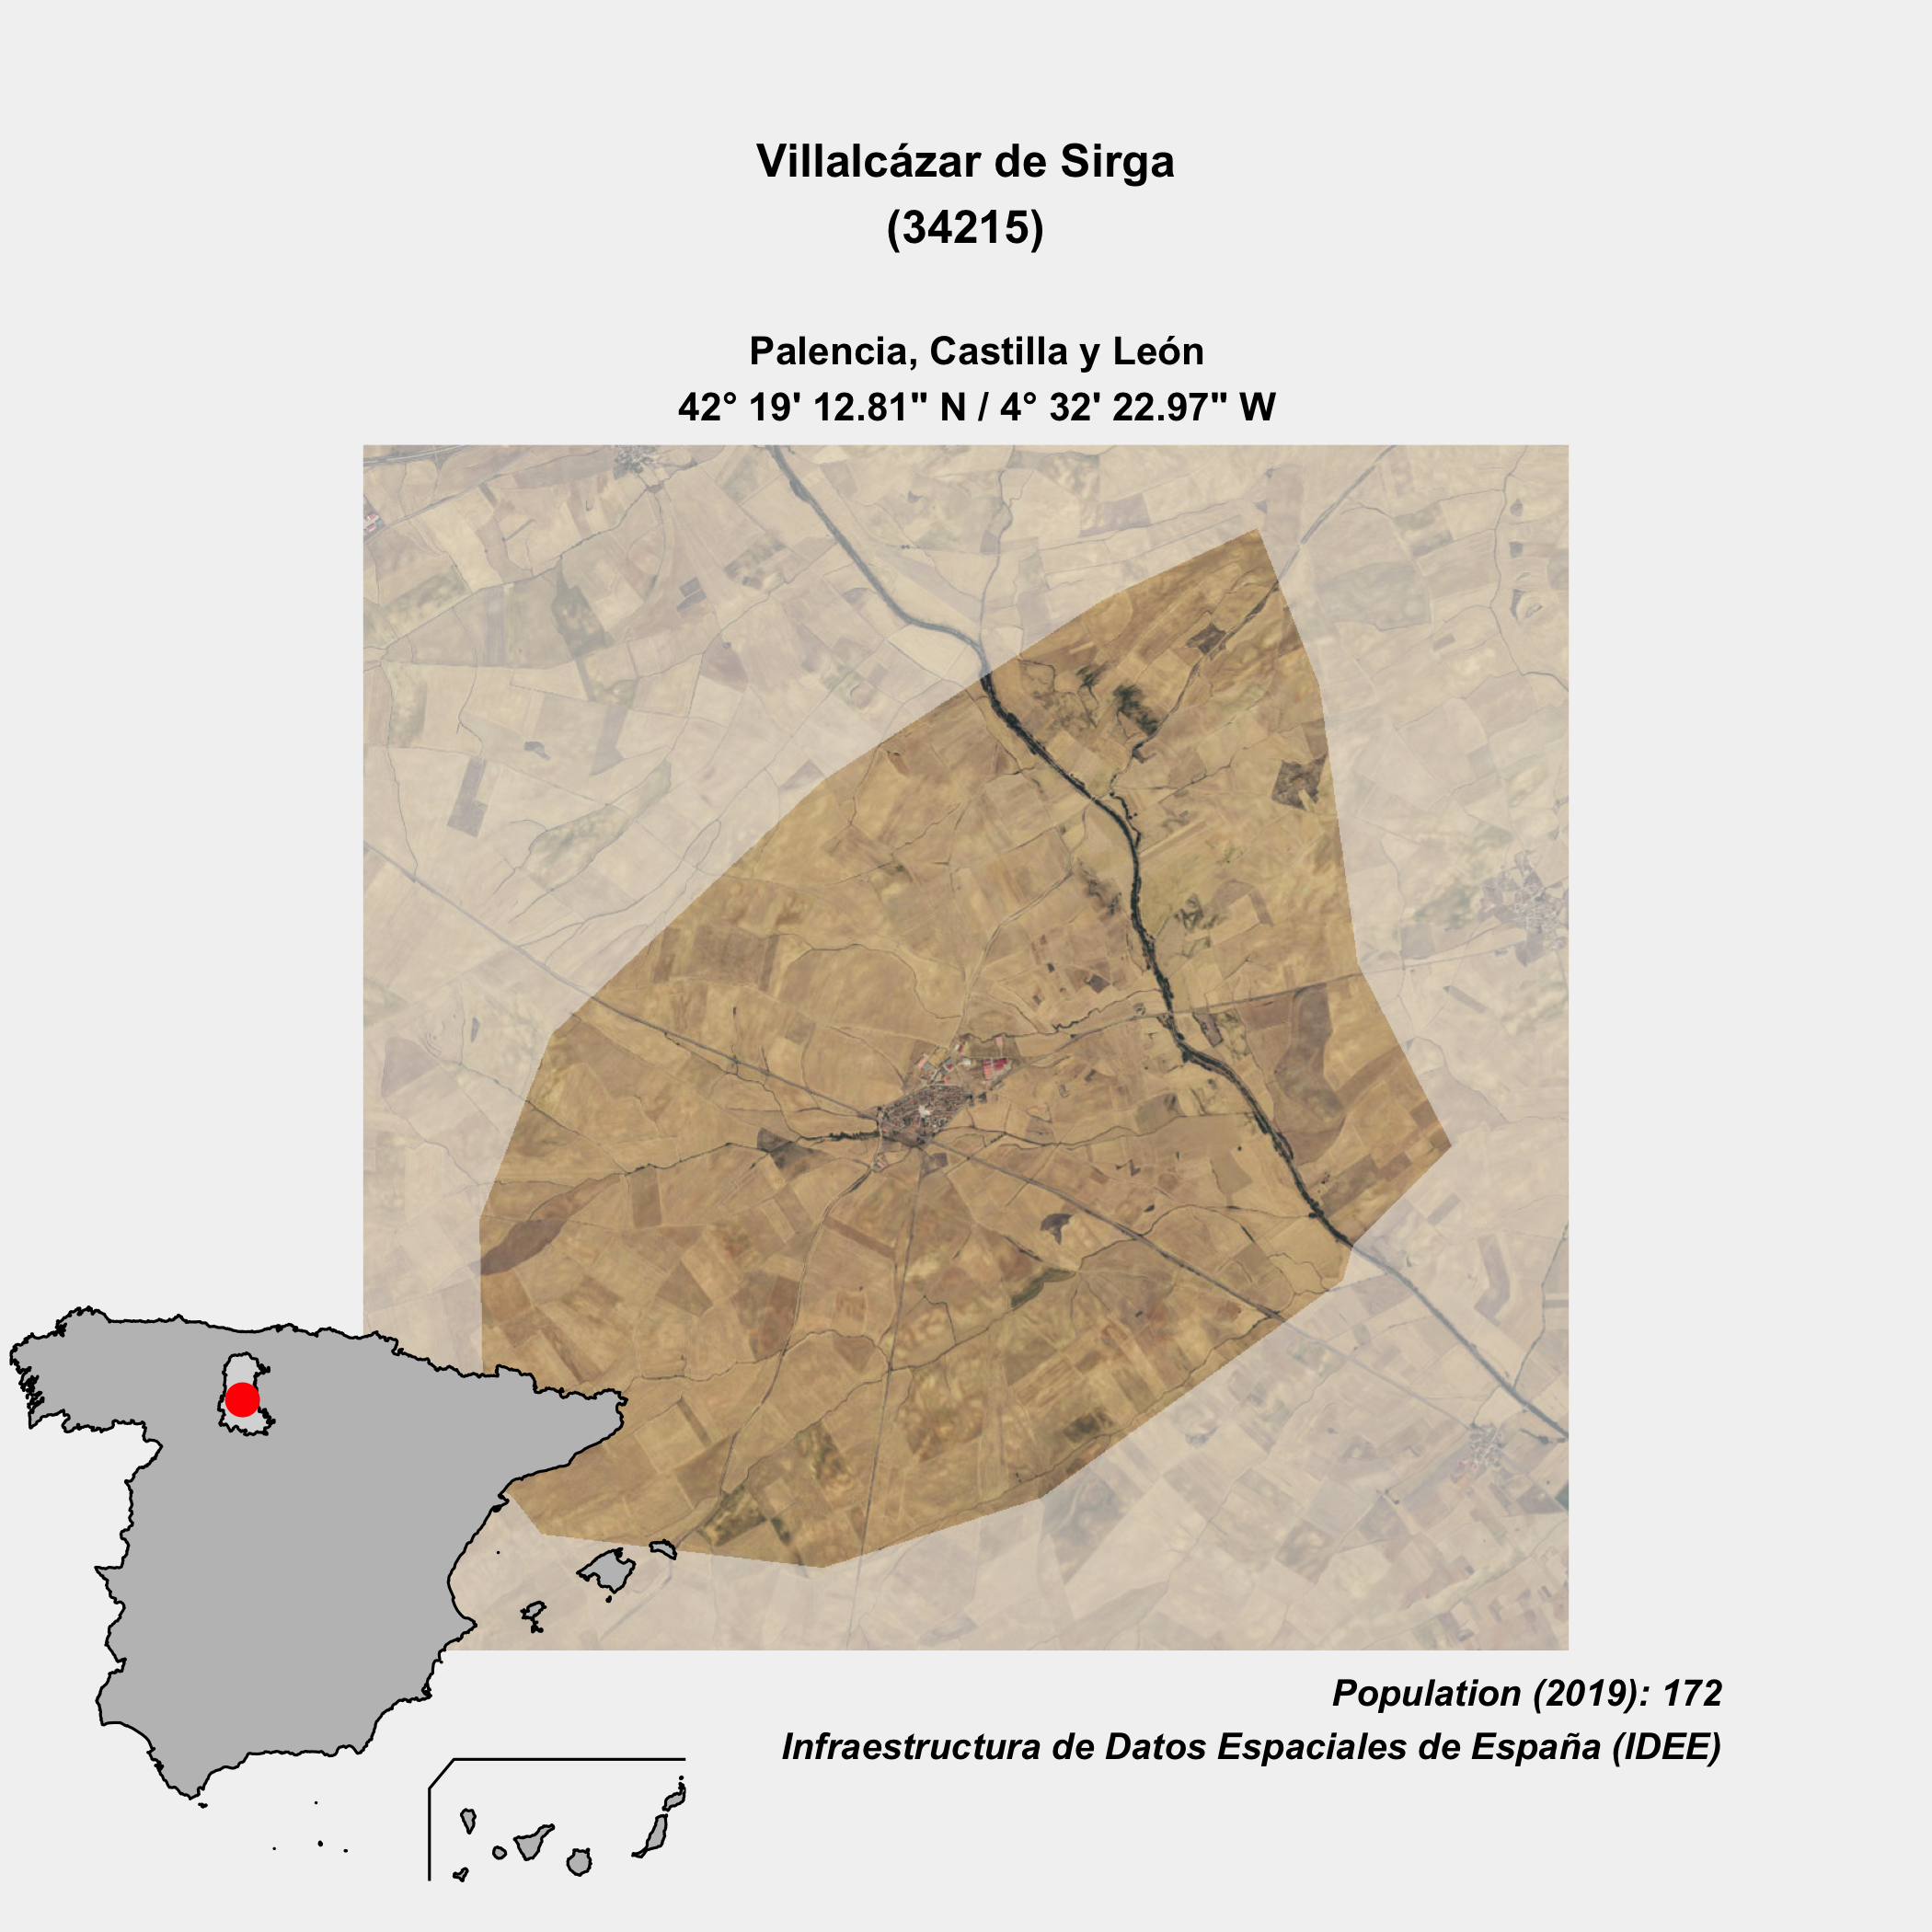 Villalcázar de Sirga
(34215)
Palencia, Castilla y León
42° 19' 12.81" N / 4° 32' 22.97" W
Population (2019): 172
Infraestructura de Datos Espaciales de España (IDEE)